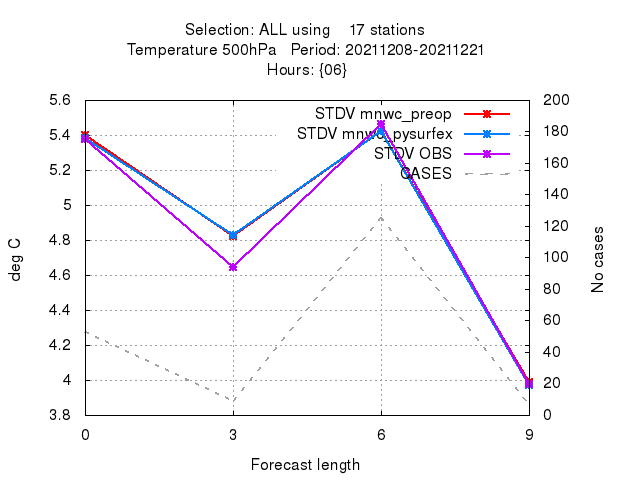 Selection: ALL using 17 stations
Temperature 500hPa Period: 20211208-20211221
Hours: {06}
STDV mnwc_preop
STDV mnwc_pysurfex
STDV OBS
CASES
5.6
5.4
5.2
5
4.8
4.6
4.4
4.2
4
3.8
200
180
160
140
120
100
80
60
40
20
0
deg C
No cases
0 3 6 9
Forecast length